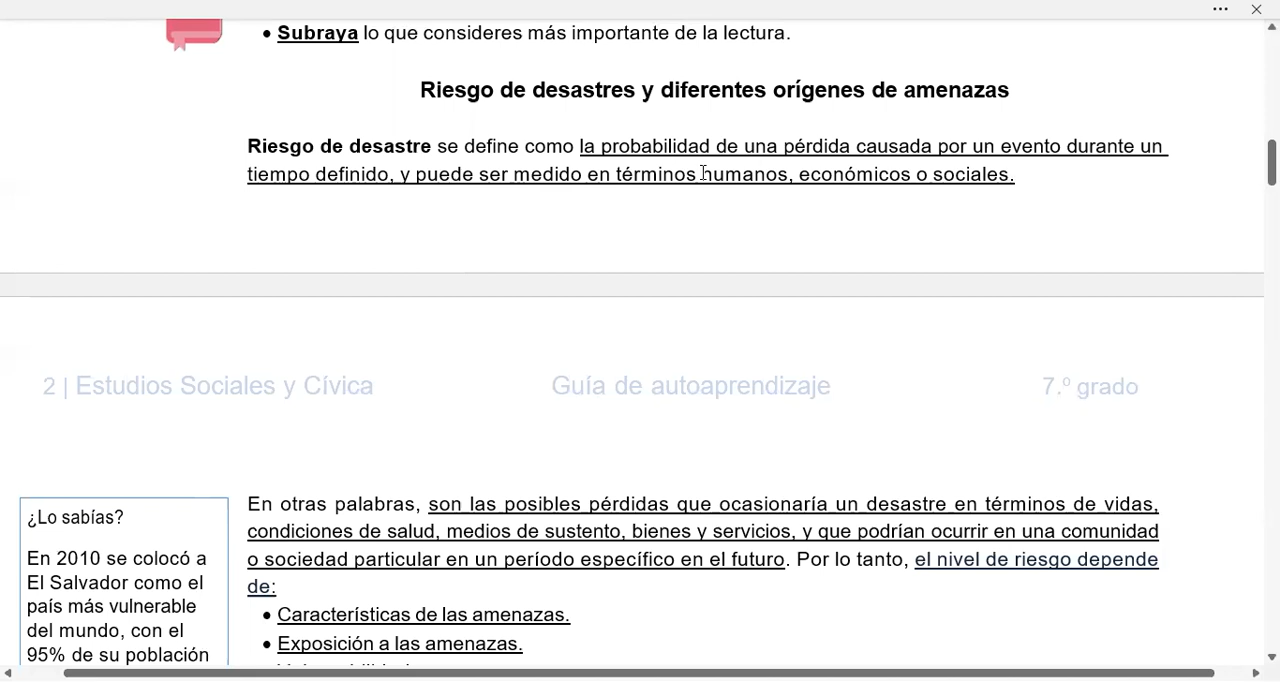 • Subraya lo que consideres más importante de la lectura.
Riesgo de desastres y diferentes orígenes de amenazas
Riesgo de desastre se define como la probabilidad de una pérdida causada por un evento durante un
tiempo definido, y puede ser medido en términos humanos, económicos o sociales.
2 | Estudios Sociales y Cívica Guía de autoaprendizaje 7.º grado
¿Lo sabías?
En 2010 se colocó a
El Salvador como el
país más vulnerable
del mundo, con el
95% de su población
En otras palabras, son las posibles pérdidas que ocasionaría un desastre en términos de vidas,
condiciones de salud, medios de sustento, bienes y servicios, y que podrían ocurrir en una comunidad
o sociedad particular en un período específico en el futuro. Por lo tanto, el nivel de riesgo depende
de:
• Características de las amenazas.
• Exposición a las amenazas.